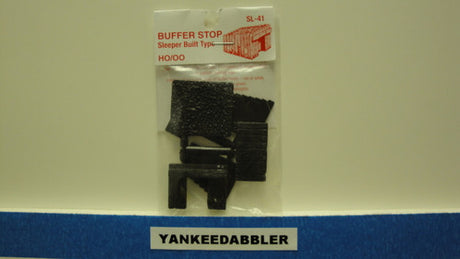 SL-41
BUFFER STOP
Sleeper Built Type
HO/OO
YANKEEDABBLER